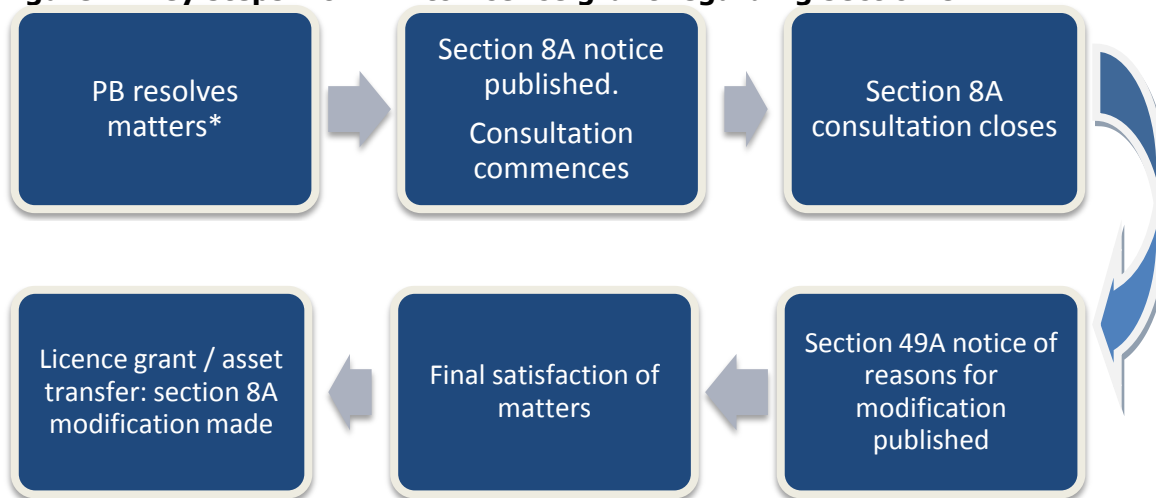 PB resolves
matters*
Section 8A notice
published.
Consultation
commences
Section 8A
consultation closes
Section 49A notice of
reasons for
modification
published
Final satisfaction of
matters
Licence grant / asset
transfer: section 8A
modification made